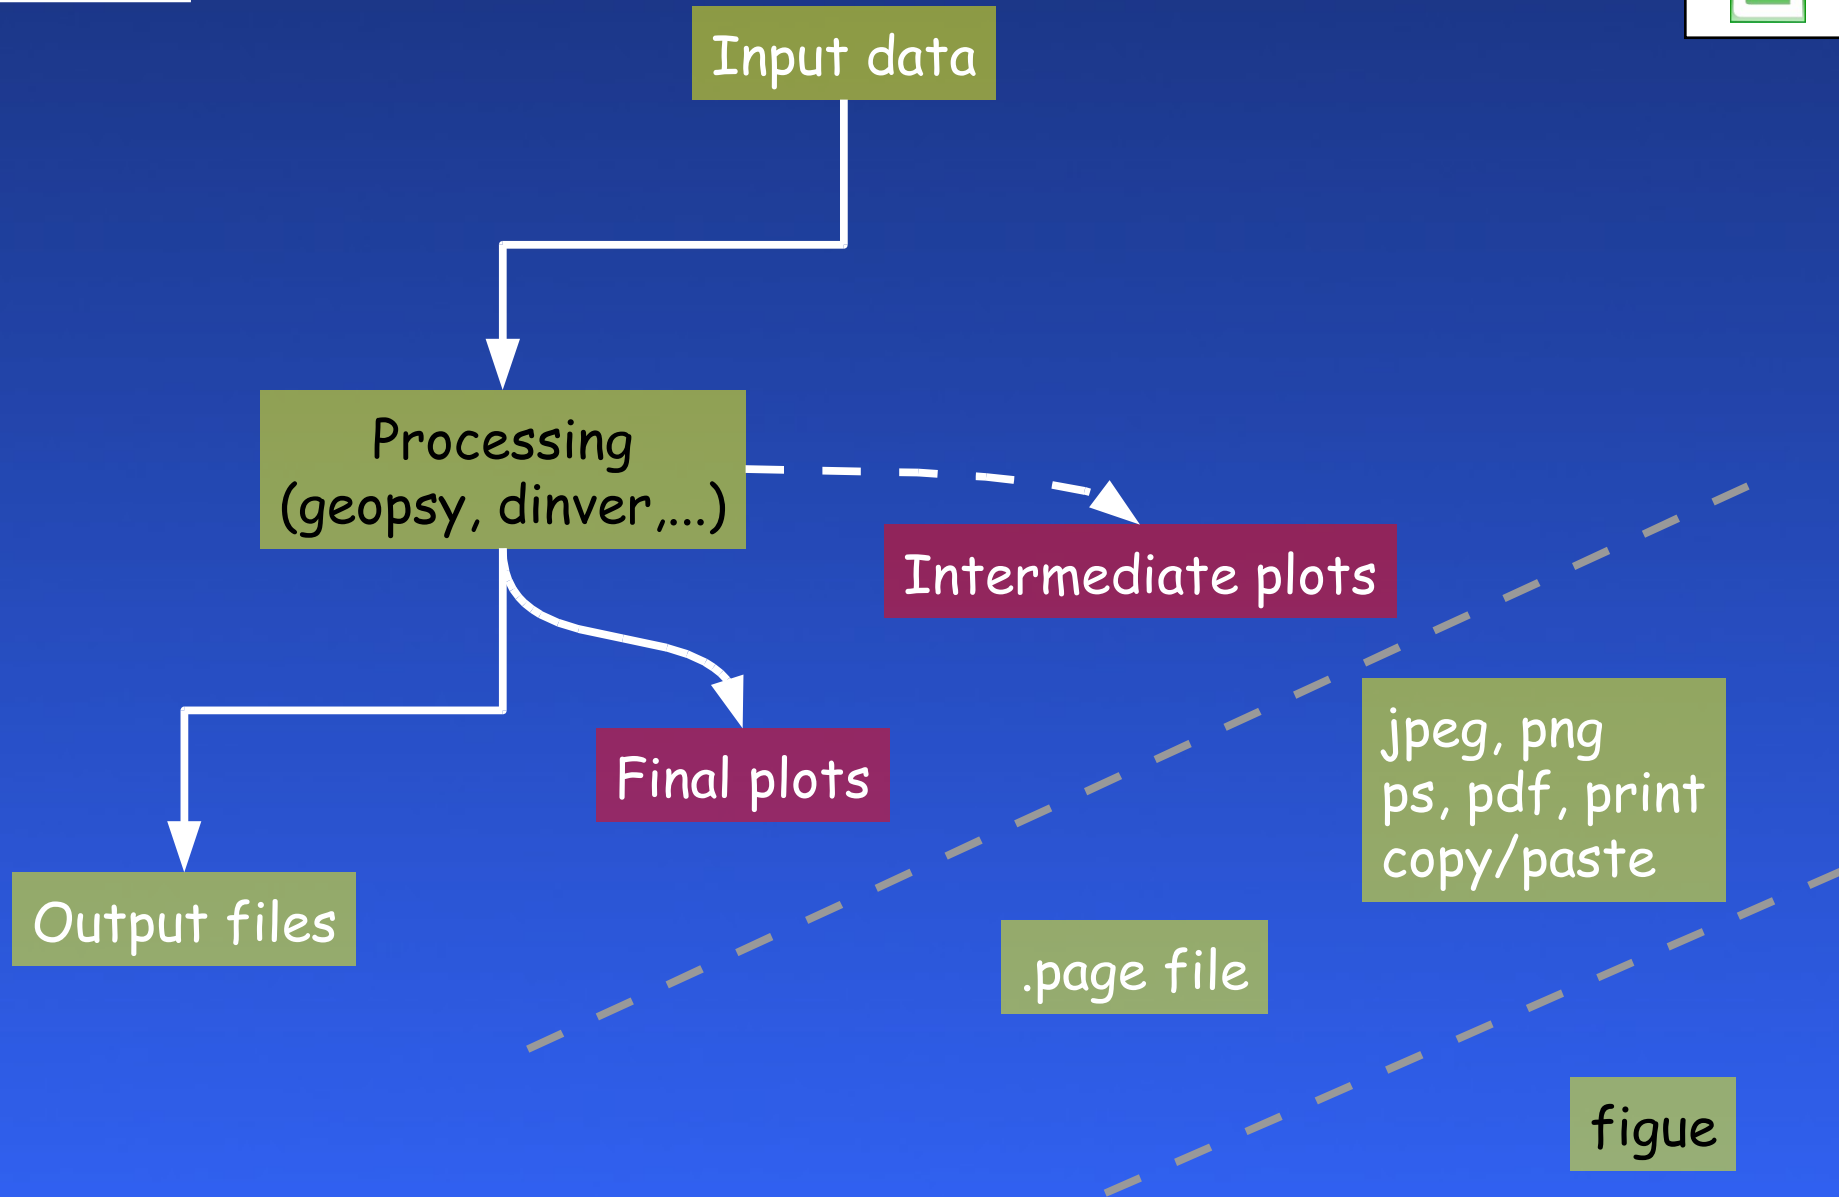 Input data
Processing
(geopsy, dinver,...)
Intermediate plots
jpeg, png
ps, pdf, print
copy/paste
Final plots
Output files
.page file
figue